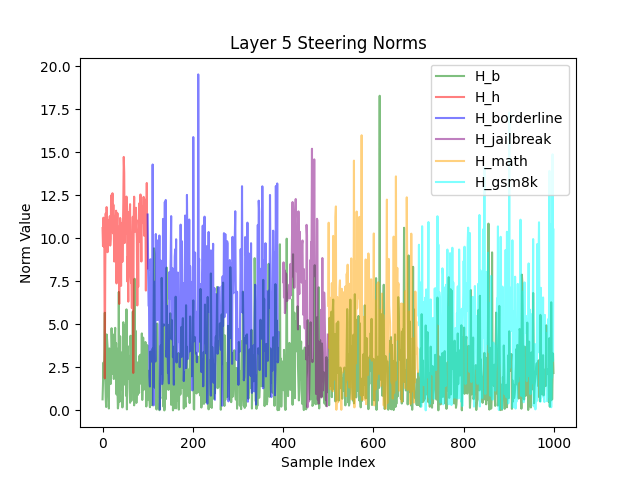 Layer 5 Steering Norms
20.0
17.5
15.0
12.5
10.0
7.5
5.0
2.5
0.0
Norm Value
H_b
H_h
H_borderline
H_jailbreak
H_math
H_gsm8k
0 200 400 600 800 1000
Sample Index